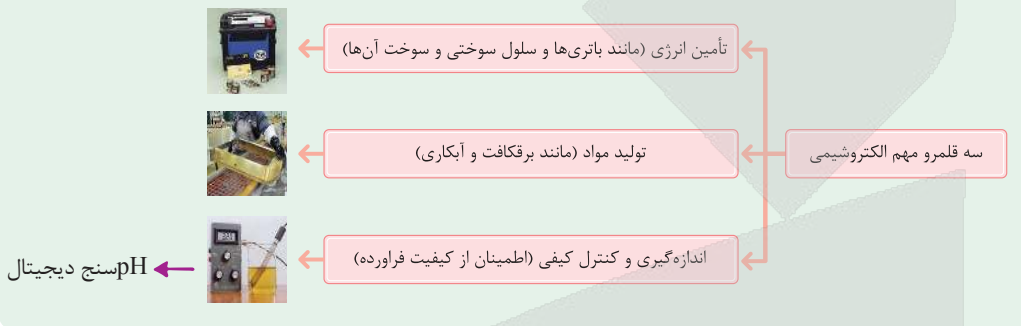 سه قلمرو مهم الکتروشیمی
تأمین انرژی (مانند باتری‌ها و سلول سوختی و سوخت آن‌ها)
تولید مواد (مانند برقکافت و آبکاری)
اندازه‌گیری و کنترل کیفی (اطمینان از کیفیت فراورده)
pHسنج دیجیتال